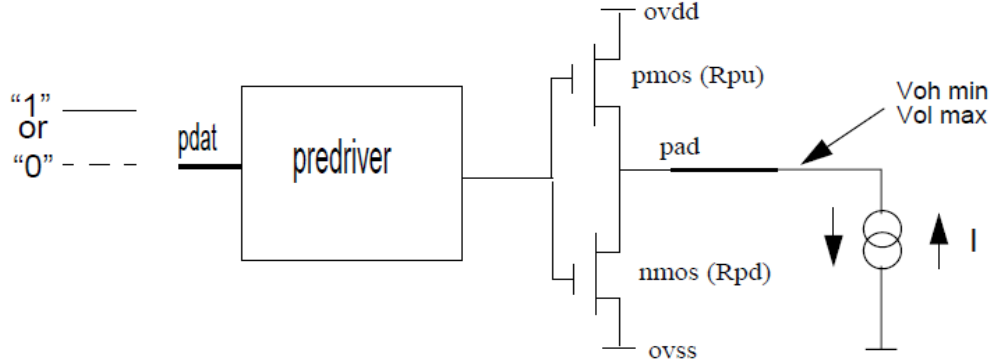 ovdd
pmos (Rpu)
“1”
or
“0”
pdat
predriver
pad
Voh min
Vol max
I
nmos (Rpd)
ovss